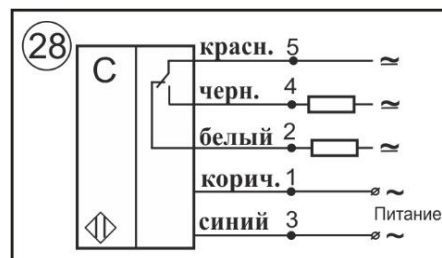 28
C
красн. 5 ≃
черн. 4 ≃
белый 2 ≃
корич. 1 ~
Питание
синий 3 ~